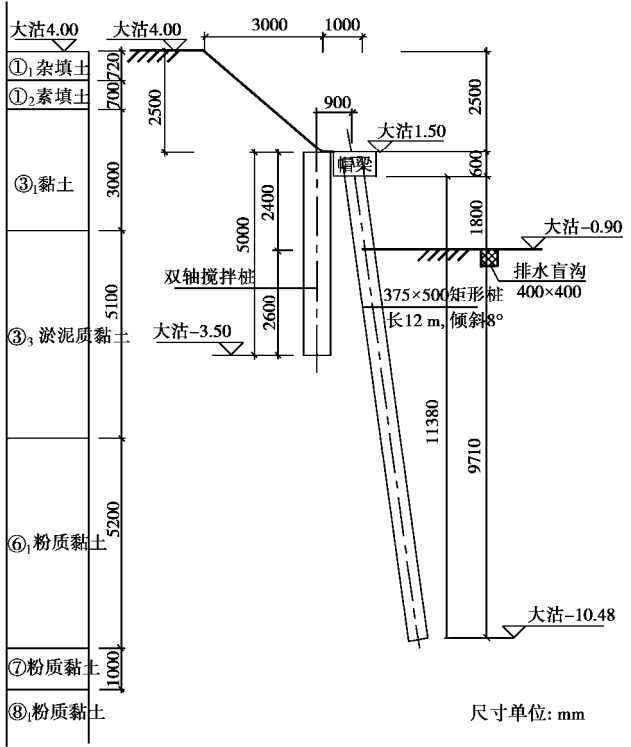 大沽4.00
大沽4.00
3000
1000
①₁杂填土
720
①₂素填土
700
2500
900
大沽1.50
2500
帽梁
600
③₁黏土
3000
2400
5000
1800
大沽-0.90
双轴搅拌桩
排水盲沟
400×400
5100
2600
375×500矩形桩
长12 m, 倾斜8°
③₃ 淤泥质黏土
大沽-3.50
11380
9710
⑥₁粉质黏土
5200
大沽-10.48
⑦粉质黏土
1000
⑧₁粉质黏土
尺寸单位: mm